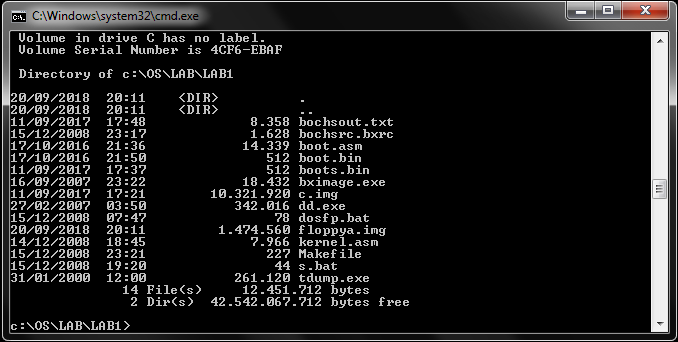 C:\Windows\system32\cmd.exe
Volume in drive C has no label.
Volume Serial Number is 4CF6-EBAF
Directory of c:\OS\LAB\LAB1
20/09/2018  20:11    <DIR>          .
20/09/2018  20:11    <DIR>          ..
11/09/2017  17:48             8.358 bochsout.txt
15/12/2008  23:17             1.628 bochsrc.bxrc
17/10/2016  21:36            14.339 boot.asm
17/10/2016  21:50               512 boot.bin
11/09/2017  17:37               512 boots.bin
16/09/2007  23:22            18.432 bximage.exe
11/09/2017  17:21        10.321.920 c.img
27/02/2007  03:50           342.016 dd.exe
15/12/2008  07:47                78 dosfp.bat
20/09/2018  20:11         1.474.560 floppya.img
14/12/2008  18:45             7.966 kernel.asm
15/12/2008  23:21               227 Makefile
15/12/2008  19:20                44 s.bat
31/01/2000  12:00           261.120 tdump.exe
14 File(s)     12.451.712 bytes
2 Dir(s)  42.542.067.712 bytes free
c:\OS\LAB\LAB1>